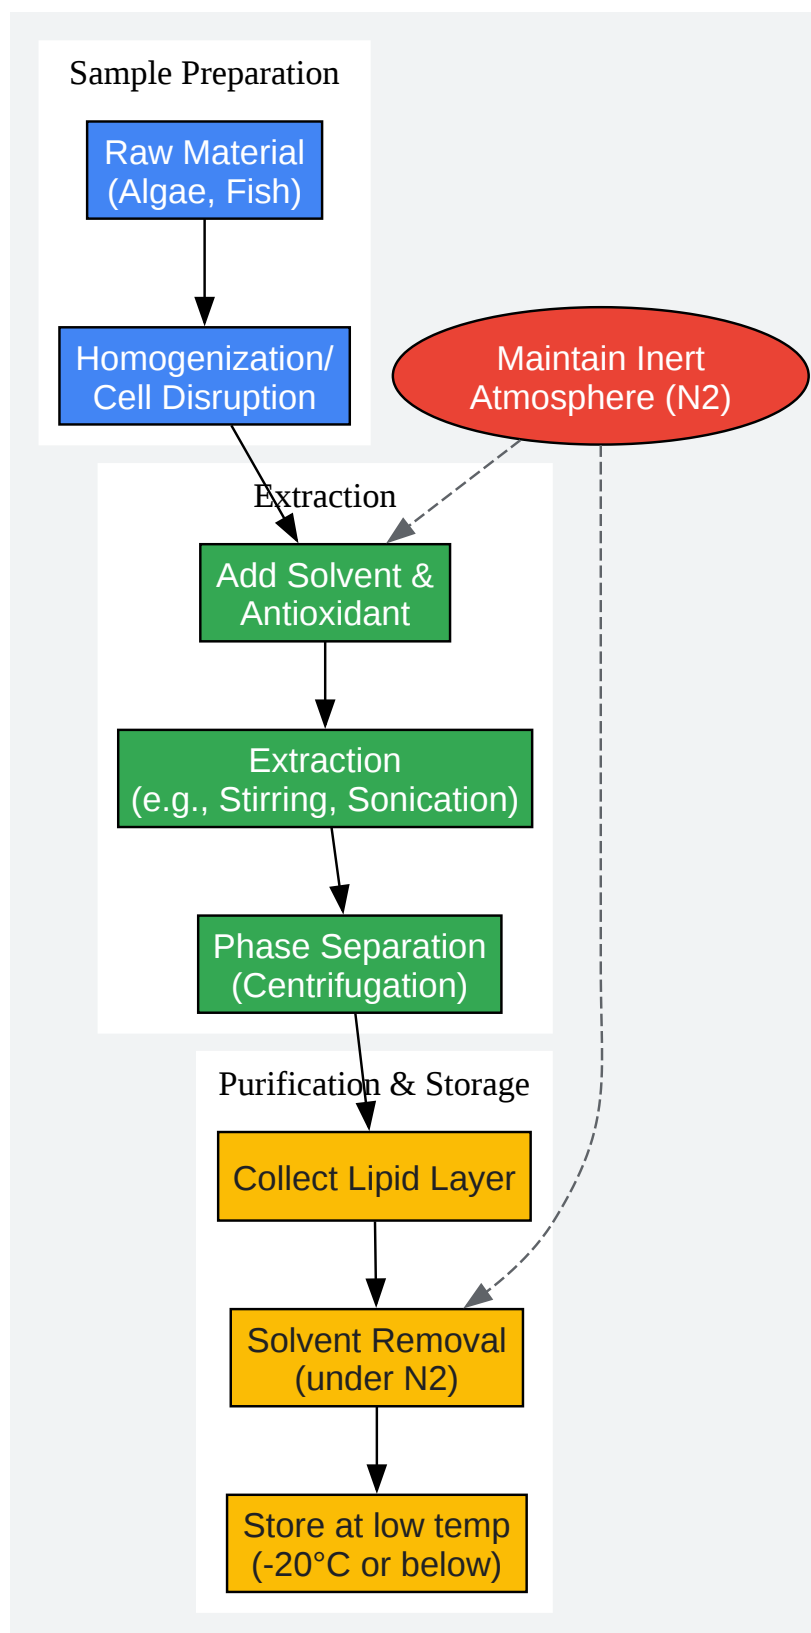 Sample Preparation
Raw Material
(Algae, Fish)
Homogenization/
Cell Disruption
Maintain Inert
Atmosphere (N2)
Extraction
Add Solvent &
Antioxidant
Extraction
(e.g., Stirring, Sonication)
Phase Separation
(Centrifugation)
Purification & Storage
Collect Lipid Layer
Solvent Removal
(under N2)
Store at low temp
(-20°C or below)